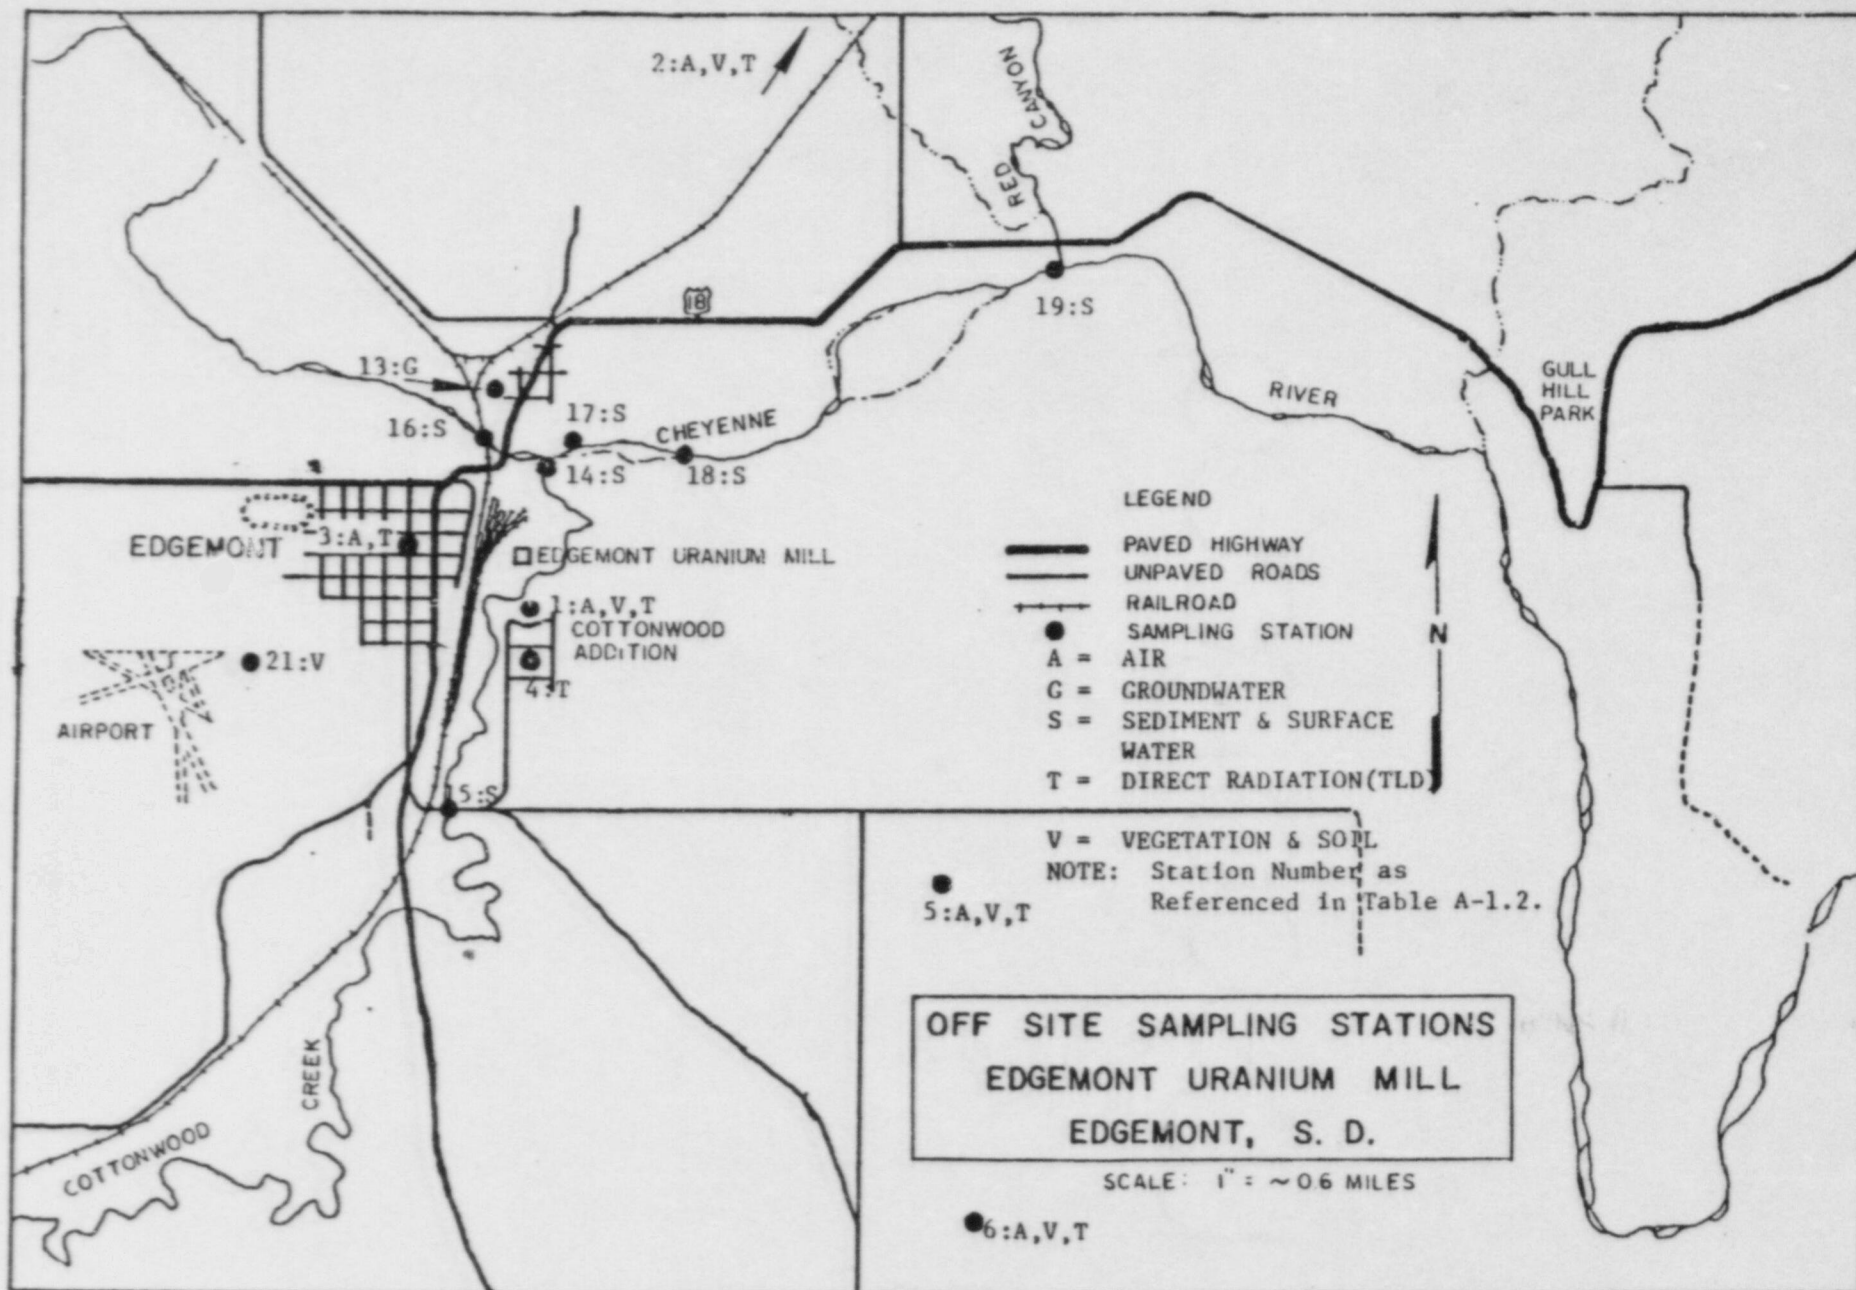 2:A,V,T
RED CANYON
18
19:S
13:G
17:S
16:S
CHEYENNE
RIVER
GULL
HILL
PARK
14:S
18:S
LEGEND
EDGEMONT
3:A,T
EDGEMONT URANIUM MILL
PAVED HIGHWAY
UNPAVED ROADS
RAILROAD
SAMPLING STATION
N
1:A,V,T
COTTONWOOD
ADDITION
4:T
21:V
AIRPORT
A = AIR
G = GROUNDWATER
S = SEDIMENT & SURFACE
WATER
T = DIRECT RADIATION(TLD)
15:S
V = VEGETATION & SOIL
NOTE: Station Number as
Referenced in Table A-1.2.
5:A,V,T
OFF SITE SAMPLING STATIONS
EDGEMONT URANIUM MILL
EDGEMONT, S. D.
SCALE: 1" = ~0.6 MILES
COTTONWOOD
CREEK
6:A,V,T